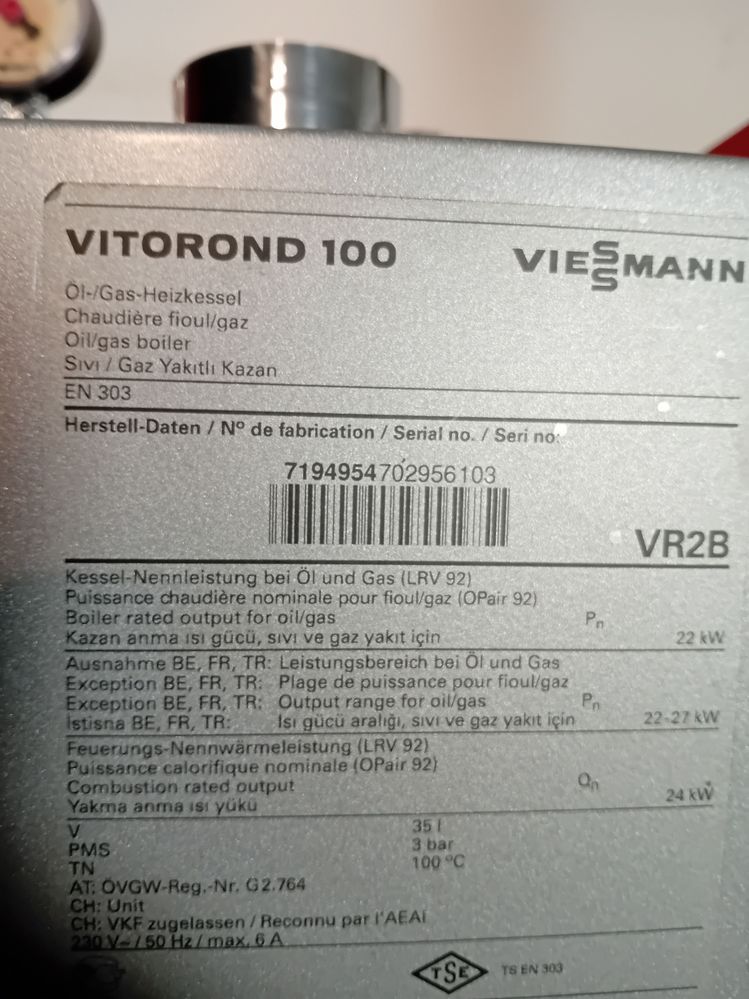 VITOROND 100
VIESSMANN
Öl-/Gas-Heizkessel
Chaudière fioul/gaz
Oil/gas boiler
Sıvı / Gaz Yakıtlı Kazan
EN 303
Herstell-Daten / Nº de fabrication / Serial no. / Seri no:
7194954702956103
VR2B
Kessel-Nennleistung bei Öl und Gas (LRV 92)
Puissance chaudière nominale pour fioul/gaz (OPair 92)
Boiler rated output for oil/gas Pn
Kazan anma ısı gücü, sıvı ve gaz yakıt için 22 kW
Ausnahme BE, FR, TR: Leistungsbereich bei Öl und Gas
Exception BE, FR, TR: Plage de puissance pour fioul/gaz
Exception BE, FR, TR: Output range for oil/gas Pn
İstisna BE, FR, TR: Isı gücü aralığı, sıvı ve gaz yakıt için 22-27 kW
Feuerungs-Nennwärmeleistung (LRV 92)
Puissance calorifique nominale (OPair 92)
Combustion rated output Qn
Yakma anma ısı yükü 24 kW
V 35 l
PMS 3 bar
TN 100 ºC
AT: ÖVGW-Reg.-Nr. G 2.764
CH: Unit
CH: VKF zugelassen / Reconnu par l'AEAI
230 V~ / 50 Hz / max. 6 A
TSE TS EN 303